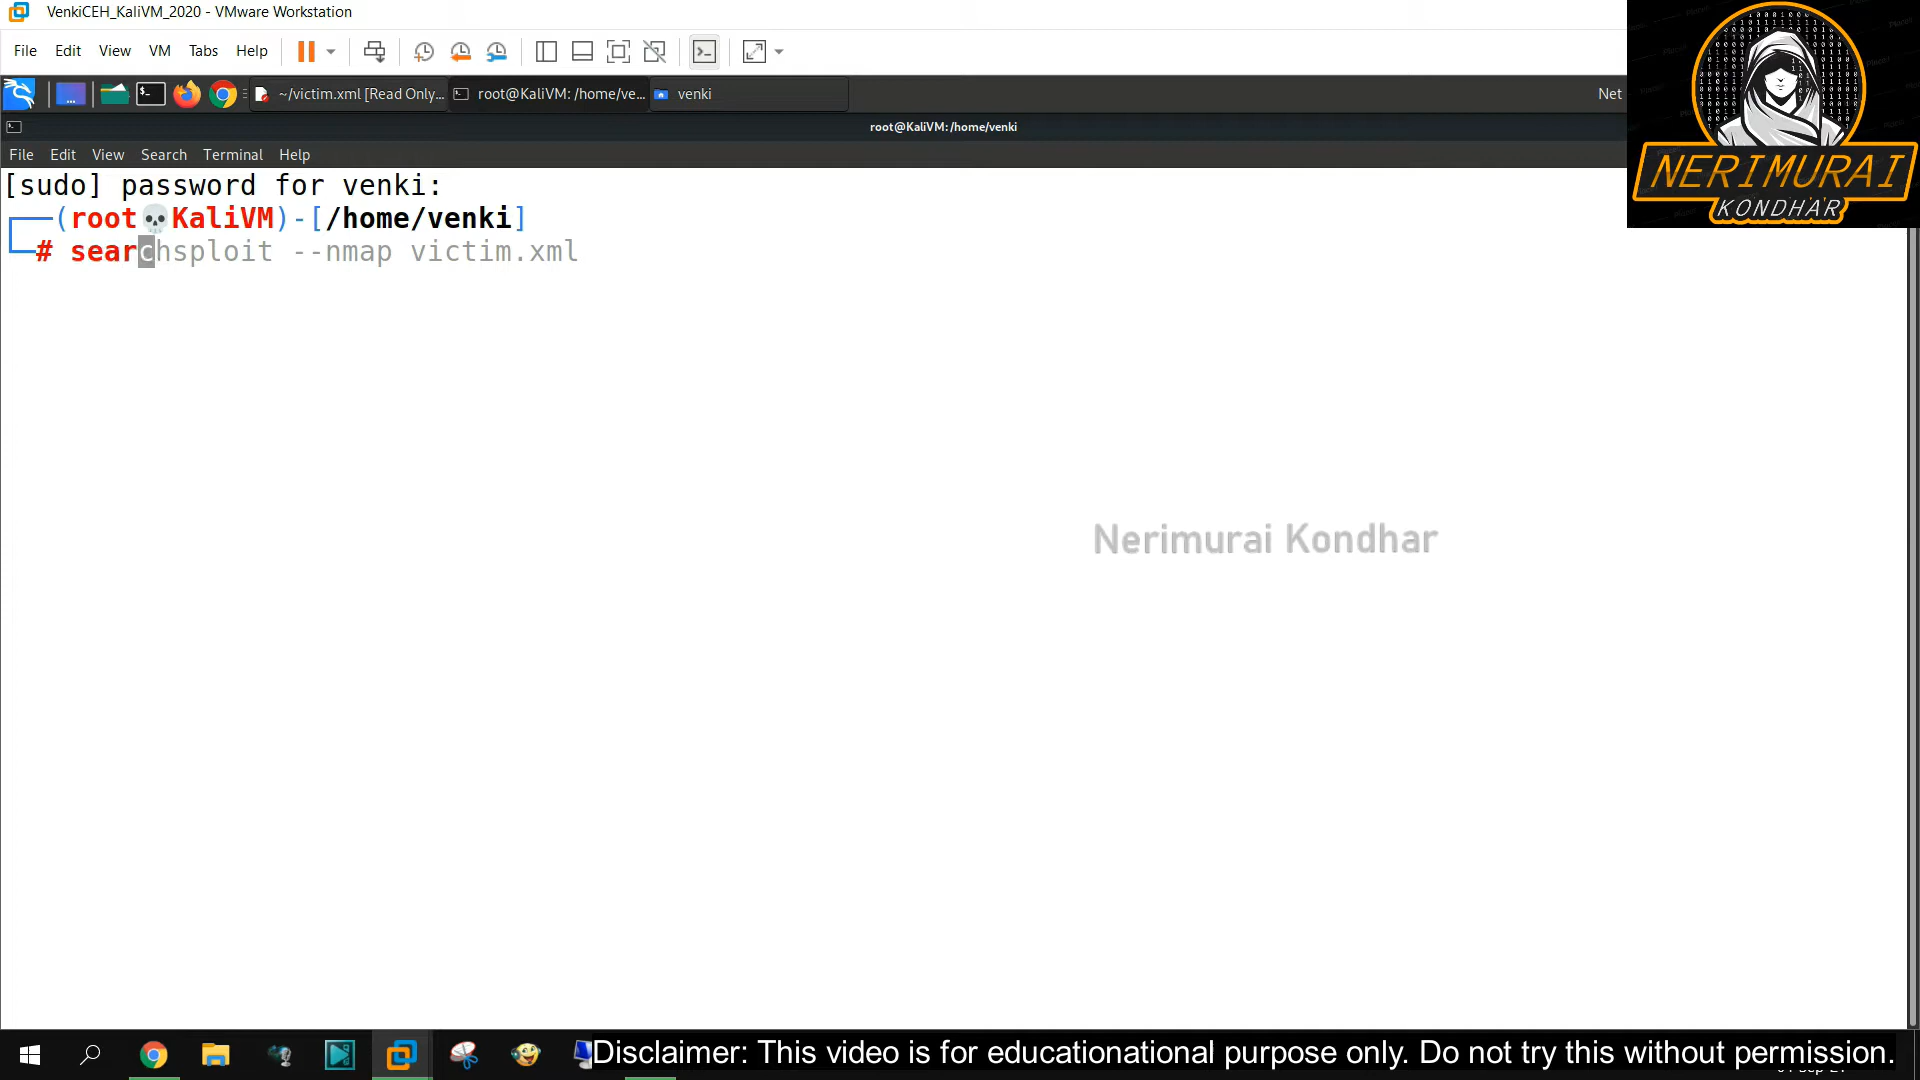 VenkiCEH_KaliVM_2020 - VMware Workstation
File Edit View VM Tabs Help
~/victim.xml [Read Only... root@KaliVM: /home/ve... venki Net
root@KaliVM: /home/venki
File Edit View Search Terminal Help
[sudo] password for venki:
(root💀KaliVM)-[/home/venki]
# searchsploit --nmap victim.xml
NERIMURAI
KONDHAR
Nerimurai Kondhar
Disclaimer: This video is for educationational purpose only. Do not try this without permission.